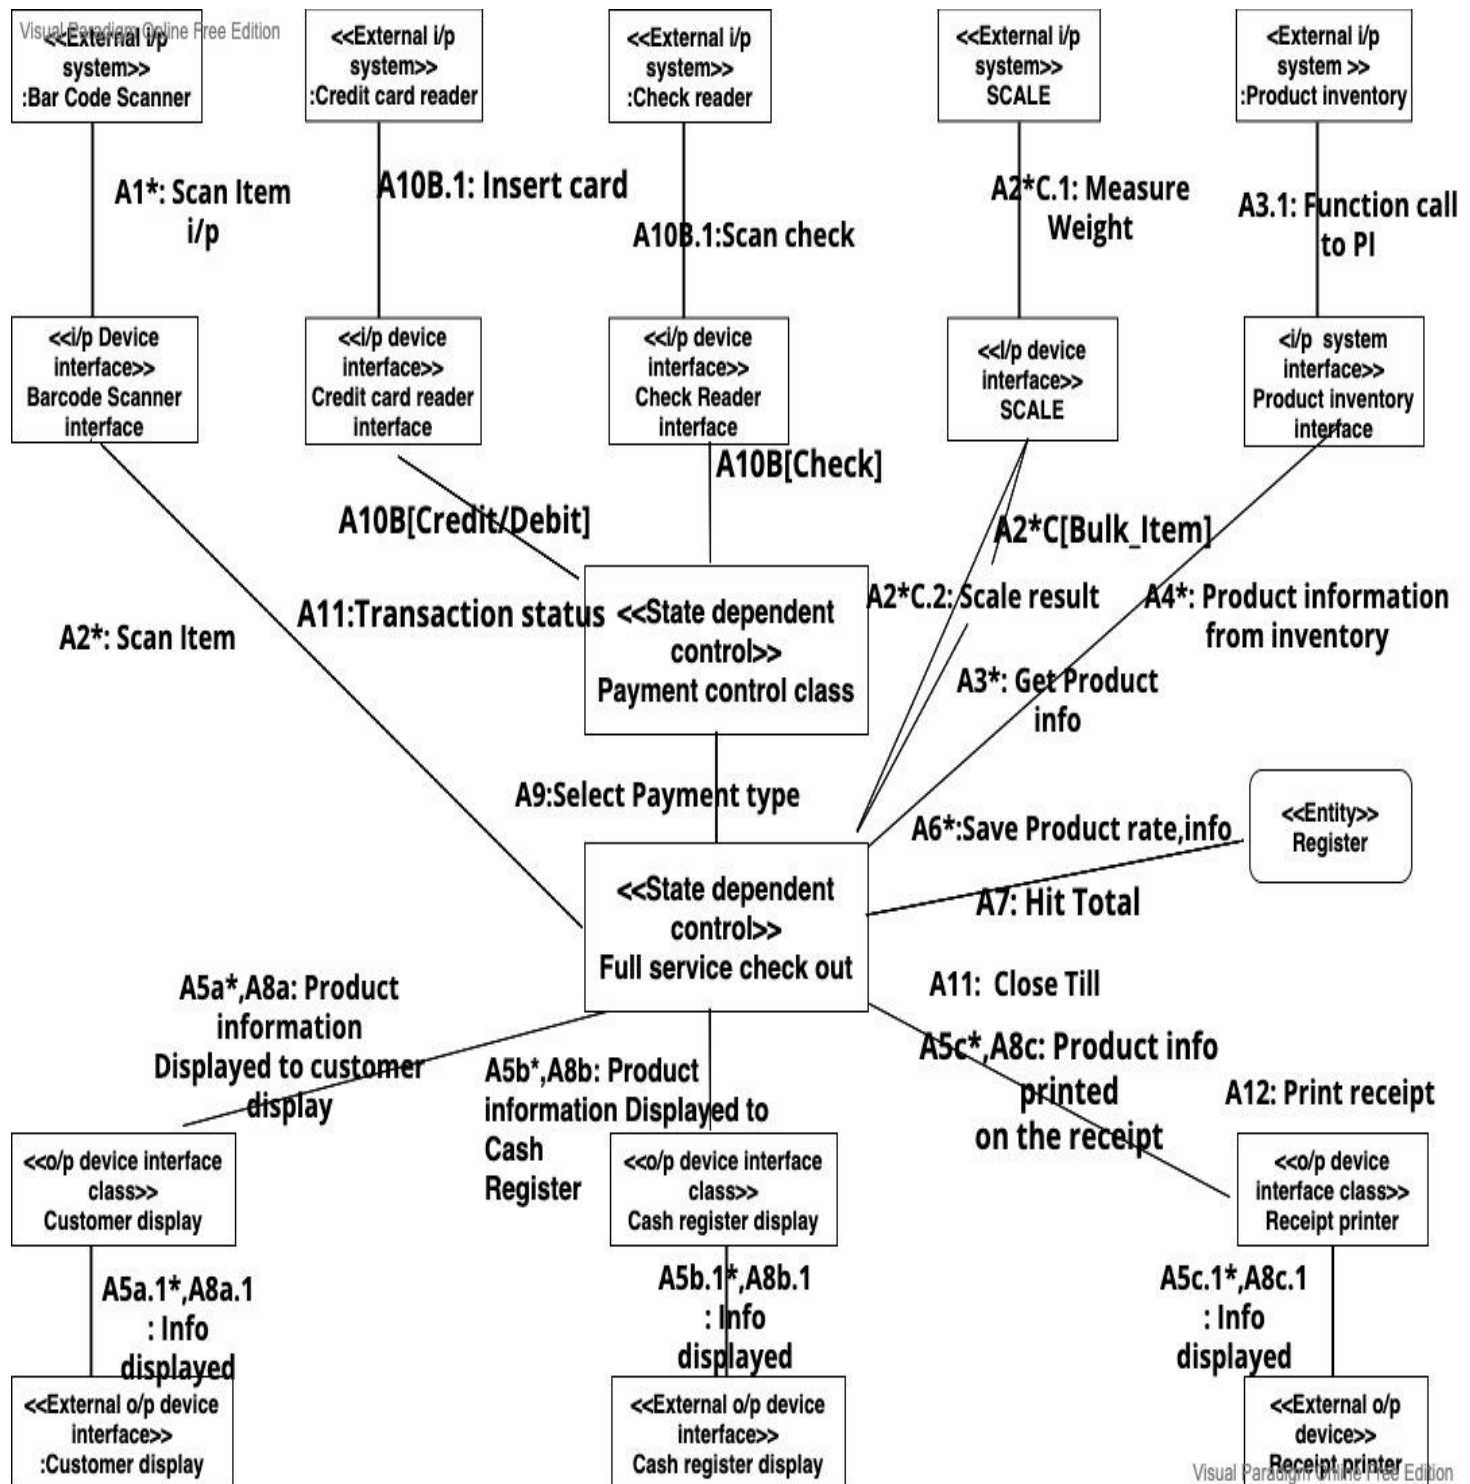 Visual Paradigm Online Free Edition
<<External i/p
system>>
:Bar Code Scanner
<<External i/p
system>>
:Credit card reader
<<External i/p
system>>
:Check reader
<<External i/p
system>>
SCALE
<External i/p
system >>
:Product inventory
A1*: Scan Item
i/p
A10B.1: Insert card
A10B.1:Scan check
A2*C.1: Measure
Weight
A3.1: Function call
to PI
<<i/p Device
interface>>
Barcode Scanner
interface
<<i/p device
interface>>
Credit card reader
interface
<<i/p device
interface>>
Check Reader
interface
<<I/p device
interface>>
SCALE
<i/p system
interface>>
Product inventory
interface
A10B[Check]
A10B[Credit/Debit]
A2*C[Bulk_Item]
A2*: Scan Item
A11:Transaction status
<<State dependent
control>>
Payment control class
A2*C.2: Scale result
A4*: Product information
from inventory
A3*: Get Product
info
A9:Select Payment type
A6*:Save Product rate,info
<<Entity>>
Register
A7: Hit Total
<<State dependent
control>>
Full service check out
A5a*,A8a: Product
information
Displayed to customer
display
A5b*,A8b: Product
information Displayed to
Cash
Register
A11: Close Till
A5c*,A8c: Product info
printed
on the receipt
A12: Print receipt
<<o/p device interface
class>>
Customer display
<<o/p device interface
class>>
Cash register display
<<o/p device
interface class>>
Receipt printer
A5a.1*,A8a.1
: Info
displayed
A5b.1*,A8b.1
: Info
displayed
A5c.1*,A8c.1
: Info
displayed
<<External o/p device
interface>>
:Customer display
<<External o/p device
interface>>
Cash register display
<<External o/p
device>>
Receipt printer
Visual Paradigm Online Free Edition